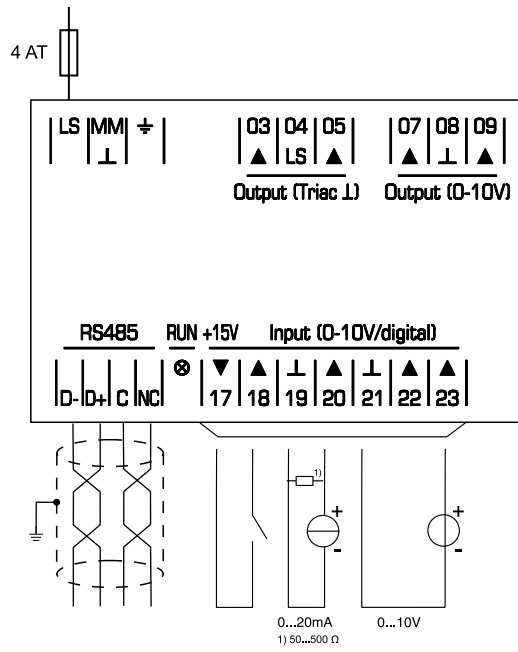 4 AT
LS MM ⏚ 03 04 05 07 08 09
⊥ ▲ LS ▲ ▲ ⊥ ▲
Output (Triac ⊥) Output (0-10V)
RS485 RUN +15V Input (0-10V/digital)
⊗ ▼ ▲ ⊥ ▲ ⊥ ▲ ▲
D- D+ C NC 17 18 19 20 21 22 23
1)
+ +
- -
0...20mA 0...10V
1) 50...500 Ω